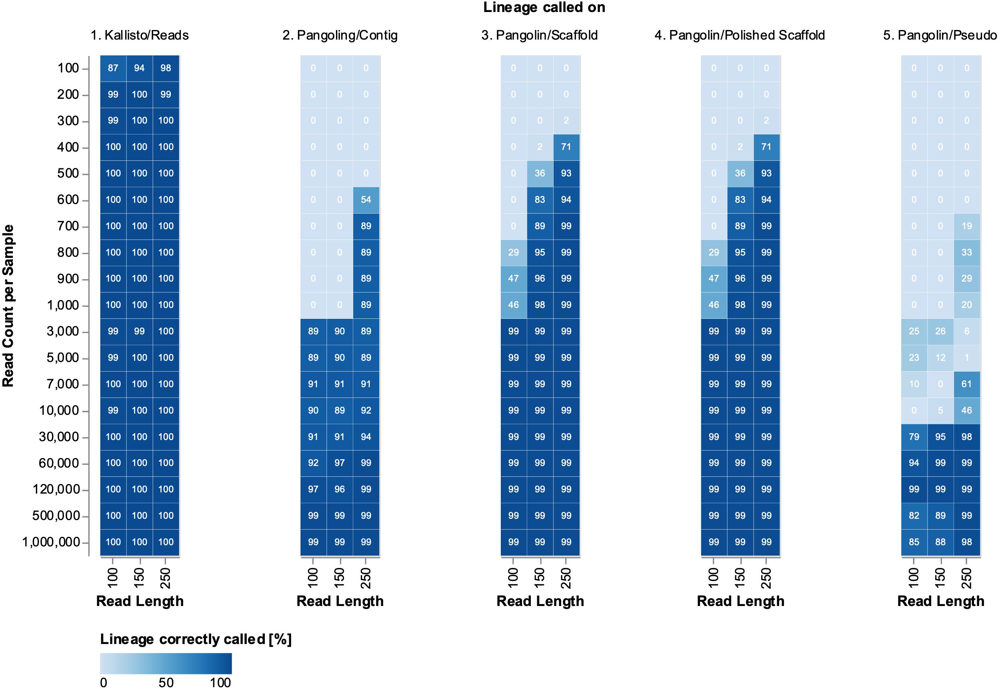 Lineage called on
1. Kallisto/Reads 2. Pangoling/Contig 3. Pangolin/Scaffold 4. Pangolin/Polished Scaffold 5. Pangolin/Pseudo
Read Count per Sample
100 87 94 98 0 0 0 0 0 0 0 0 0 0 0 0
200 99 100 99 0 0 0 0 0 0 0 0 0 0 0 0
300 99 100 100 0 0 0 0 0 2 0 0 2 0 0 0
400 100 100 100 0 0 0 0 2 71 0 2 71 0 0 0
500 100 100 100 0 0 0 0 36 93 0 36 93 0 0 0
600 100 100 100 0 0 54 0 83 94 0 83 94 0 0 0
700 100 100 100 0 0 89 0 89 99 0 89 99 0 0 19
800 100 100 100 0 0 89 29 95 99 29 95 99 0 0 33
900 100 100 100 0 0 89 47 96 99 47 96 99 0 0 29
1,000 100 100 100 0 0 89 46 98 99 46 98 99 0 0 20
3,000 99 99 100 89 90 89 99 99 99 99 99 99 25 26 6
5,000 99 100 100 89 90 89 99 99 99 99 99 99 23 12 1
7,000 100 100 100 91 91 91 99 99 99 99 99 99 10 0 61
10,000 99 100 100 90 89 92 99 99 99 99 99 99 0 5 46
30,000 100 100 100 91 91 94 99 99 99 99 99 99 79 95 98
60,000 100 100 100 92 97 99 99 99 99 99 99 99 94 99 99
120,000 100 100 100 97 96 99 99 99 99 99 99 99 99 99 99
500,000 100 100 100 99 99 99 99 99 99 99 99 99 82 89 99
1,000,000 100 100 100 99 99 99 99 99 99 99 99 99 85 88 98
100 150 250 100 150 250 100 150 250 100 150 250 100 150 250
Read Length Read Length Read Length Read Length Read Length
Lineage correctly called [%]
0 50 100